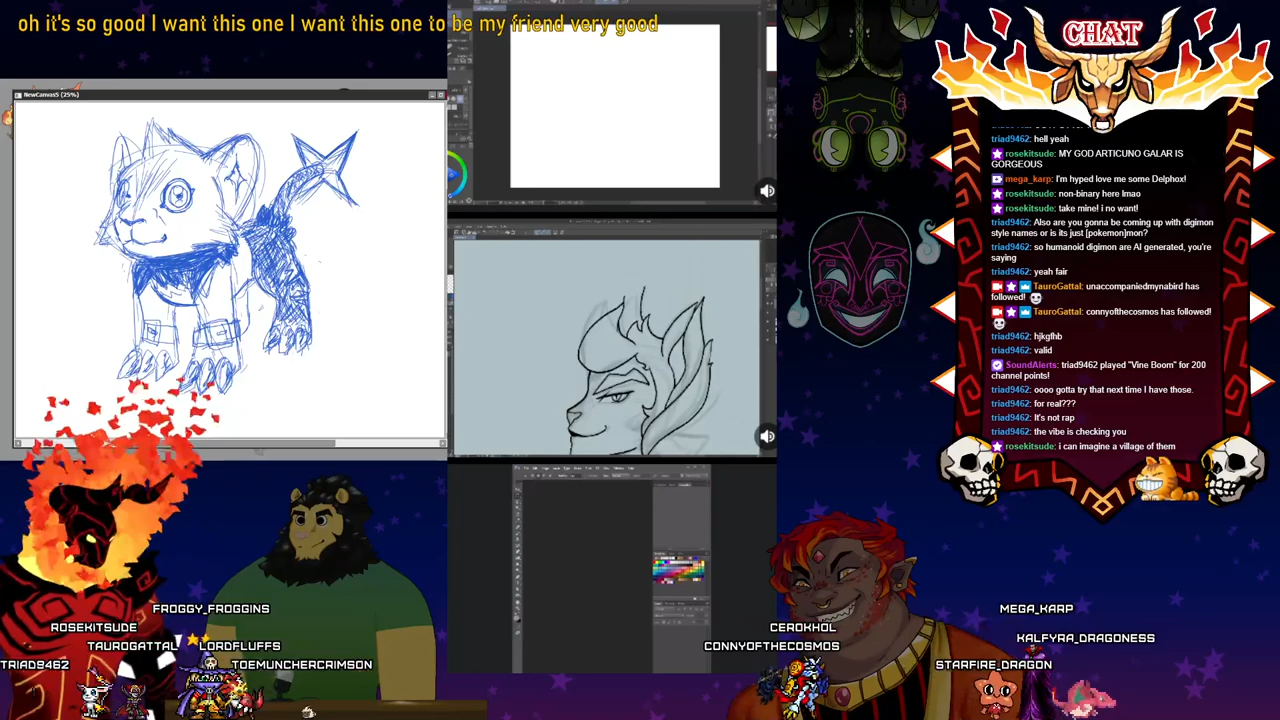 oh it's so good I want this one I want this one to be my friend very good
NewCanvas5 (25%)
CHAT
triad9462: hell yeah
rosekitsude: MY GOD ARTICUNO GALAR IS
GORGEOUS
mega_karp: I'm hyped love me some Delphox!
rosekitsude: non-binary here lmao
rosekitsude: take mine! i no want!
triad9462: Also are you gonna be coming up with digimon
style names or is its just [pokemon]mon?
triad9462: so humanoid digimon are AI generated, you're
saying
triad9462: yeah fair
TauroGattal: unaccompaniedmynabird has
followed!
TauroGattal: connyofthecosmos has followed!
triad9462: hjkgfhb
triad9462: valid
SoundAlerts: triad9462 played "Vine Boom" for 200
channel points!
triad9462: oooo gotta try that next time I have those.
triad9462: for real???
triad9462: It's not rap
triad9462: the vibe is checking you
rosekitsude: i can imagine a village of them
FROGGY_FROGGINS
ROSEKITSUDE
TAUROGATTAL
LORDFLUFFS
TRIAD9462
TOEMUNCHERCRIMSON
MEGA_KARP
CEROKHOL
KALFYRA_DRAGONESS
CONNYOFTHECOSMOS
STARFIRE_DRAGON